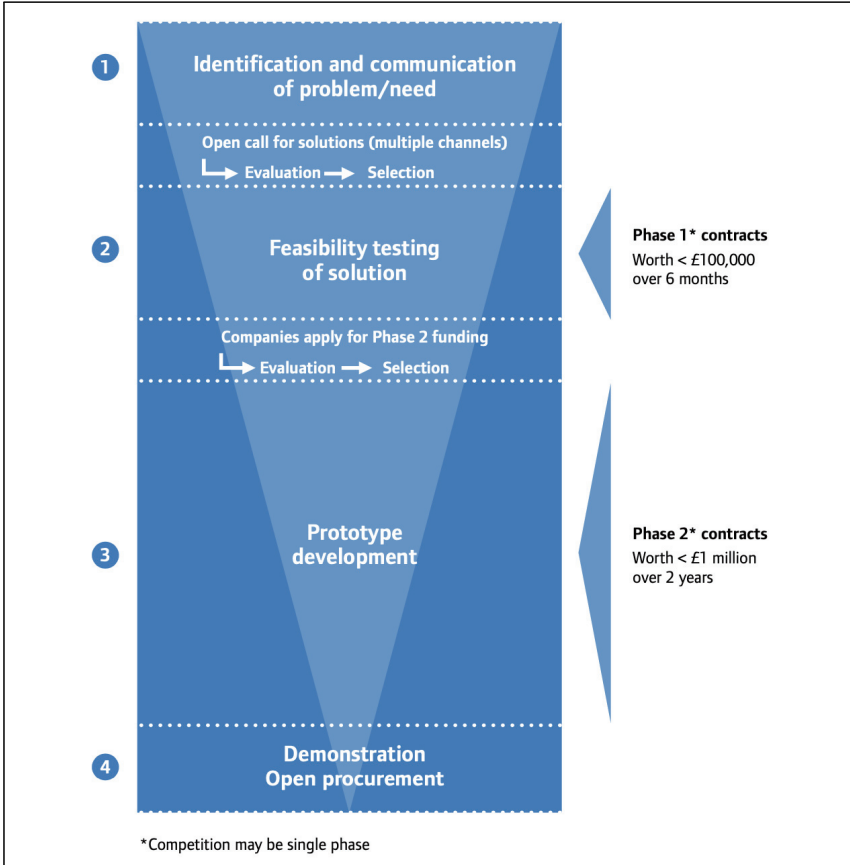 1
Identification and communication
of problem/need
Open call for solutions (multiple channels)
Evaluation
Selection
2
Feasibility testing
of solution
Phase 1* contracts
Worth < £100,000
over 6 months
Companies apply for Phase 2 funding
Evaluation
Selection
3
Prototype
development
Phase 2* contracts
Worth < £1 million
over 2 years
4
Demonstration
Open procurement
*Competition may be single phase